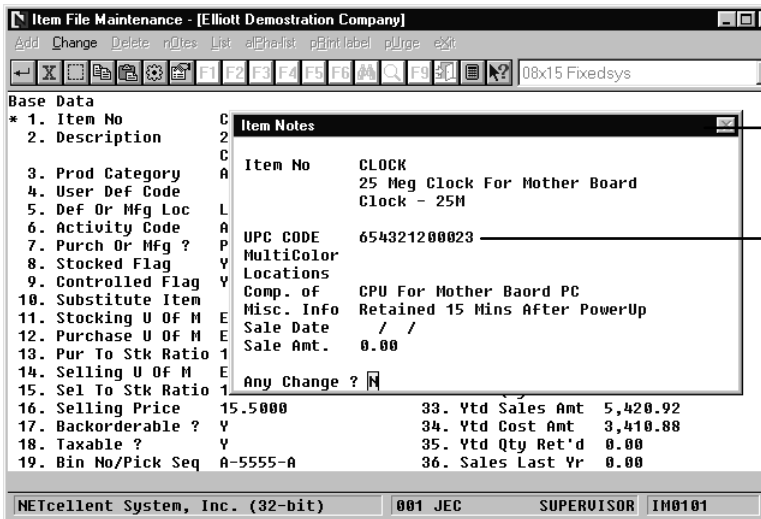 Item File Maintenance - [Elliott Demostration Company]
Add Change Delete nOtes List alPha-list pRint label pUrge eXit
F1 F2 F3 F4 F5 F6 F9 08x15 Fixedsys
Base Data
* 1. Item No C
2. Description 2
C
3. Prod Category A
4. User Def Code
5. Def Or Mfg Loc L
6. Activity Code A
7. Purch Or Mfg ? P
8. Stocked Flag Y
9. Controlled Flag Y
10. Substitute Item
11. Stocking U Of M E
12. Purchase U Of M E
13. Pur To Stk Ratio 1
14. Selling U Of M E
15. Sel To Stk Ratio 1
Item Notes
Item No CLOCK
25 Meg Clock For Mother Board
Clock - 25M
UPC CODE 654321200023
MultiColor
Locations
Comp. of CPU For Mother Baord PC
Misc. Info Retained 15 Mins After PowerUp
Sale Date / /
Sale Amt. 0.00
Any Change ? N
16. Selling Price 15.5000 33. Ytd Sales Amt 5,420.92
17. Backorderable ? Y 34. Ytd Cost Amt 3,410.88
18. Taxable ? Y 35. Ytd Qty Ret'd 0.00
19. Bin No/Pick Seq A-5555-A 36. Sales Last Yr 0.00
NETcellent System, Inc. (32-bit) 001 JEC SUPERVISOR IM0101